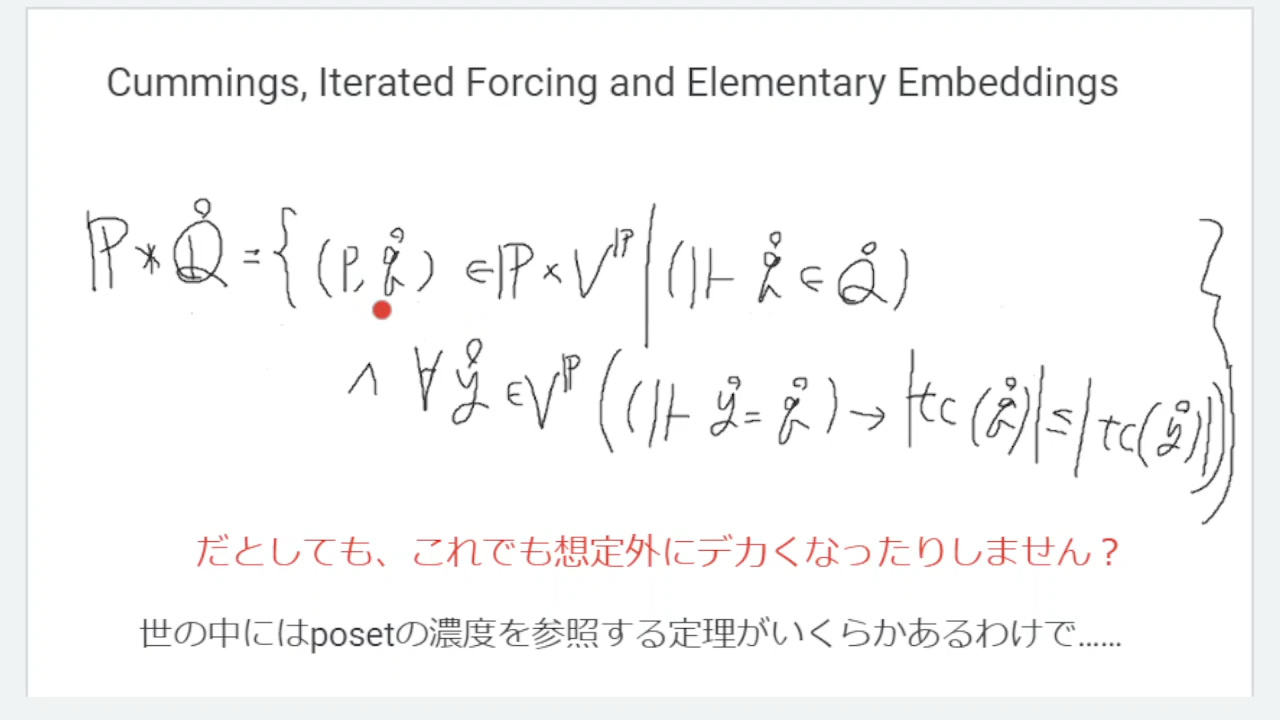 Cummings, Iterated Forcing and Elementary Embeddings
ℙ * Q̊ = { (p, q̊) ∈ ℙ × V^ℙ | (1 ⊩ q̊ ∈ Q̊)
∧ ∀ẙ ∈ V^ℙ ((1 ⊩ ẙ = q̊) → |tc(q̊)| ≤ |tc(ẙ)|) }
だとしても、これでも想定外にデカくなったりしません？
世の中にはposetの濃度を参照する定理がいくらかあるわけで……